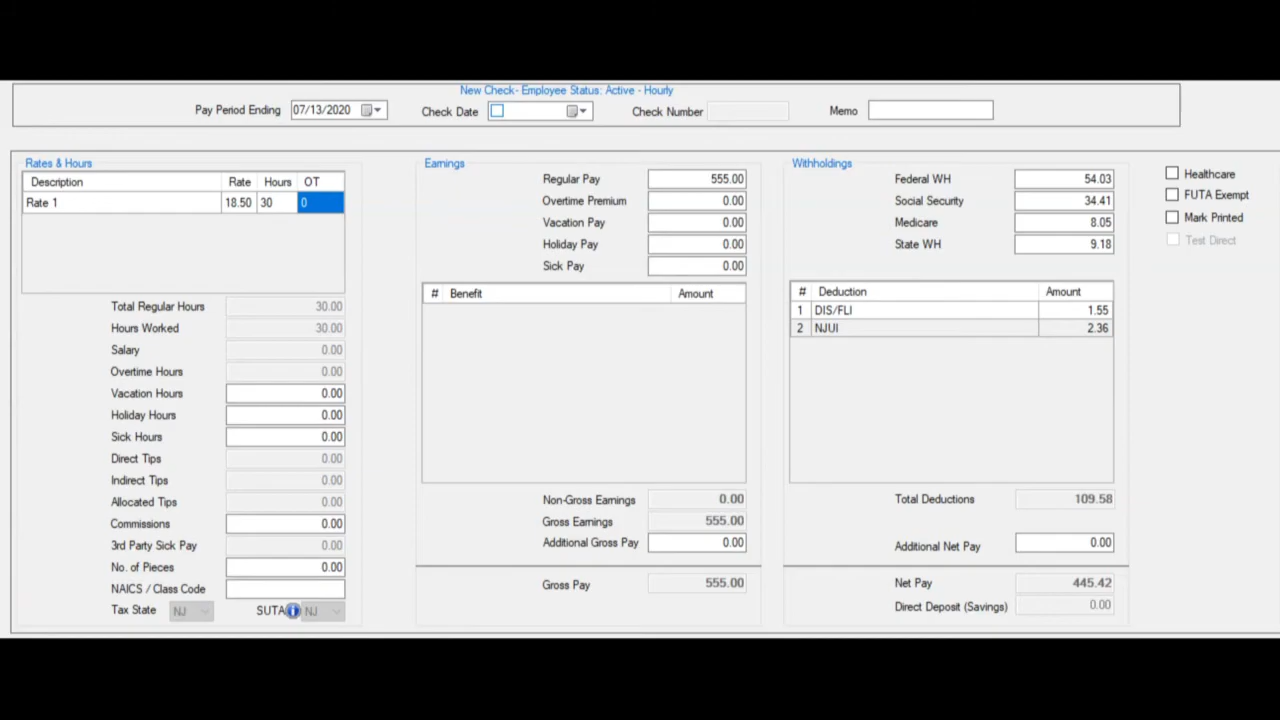 New Check- Employee Status: Active - Hourly
Pay Period Ending 07/13/2020 Check Date Check Number Memo
Rates & Hours
Description Rate Hours OT
Rate 1 18.50 30 0
Total Regular Hours 30.00
Hours Worked 30.00
Salary 0.00
Overtime Hours 0.00
Vacation Hours 0.00
Holiday Hours 0.00
Sick Hours 0.00
Direct Tips 0.00
Indirect Tips 0.00
Allocated Tips 0.00
Commissions 0.00
3rd Party Sick Pay 0.00
No. of Pieces 0.00
NAICS / Class Code
Tax State NJ SUTA i NJ
Earnings
Regular Pay 555.00
Overtime Premium 0.00
Vacation Pay 0.00
Holiday Pay 0.00
Sick Pay 0.00
# Benefit Amount
Non-Gross Earnings 0.00
Gross Earnings 555.00
Additional Gross Pay 0.00
Gross Pay 555.00
Withholdings
Federal WH 54.03
Social Security 34.41
Medicare 8.05
State WH 9.18
# Deduction Amount
1 DIS/FLI 1.55
2 NJUI 2.36
Total Deductions 109.58
Additional Net Pay 0.00
Net Pay 445.42
Direct Deposit (Savings) 0.00
Healthcare
FUTA Exempt
Mark Printed
Test Direct